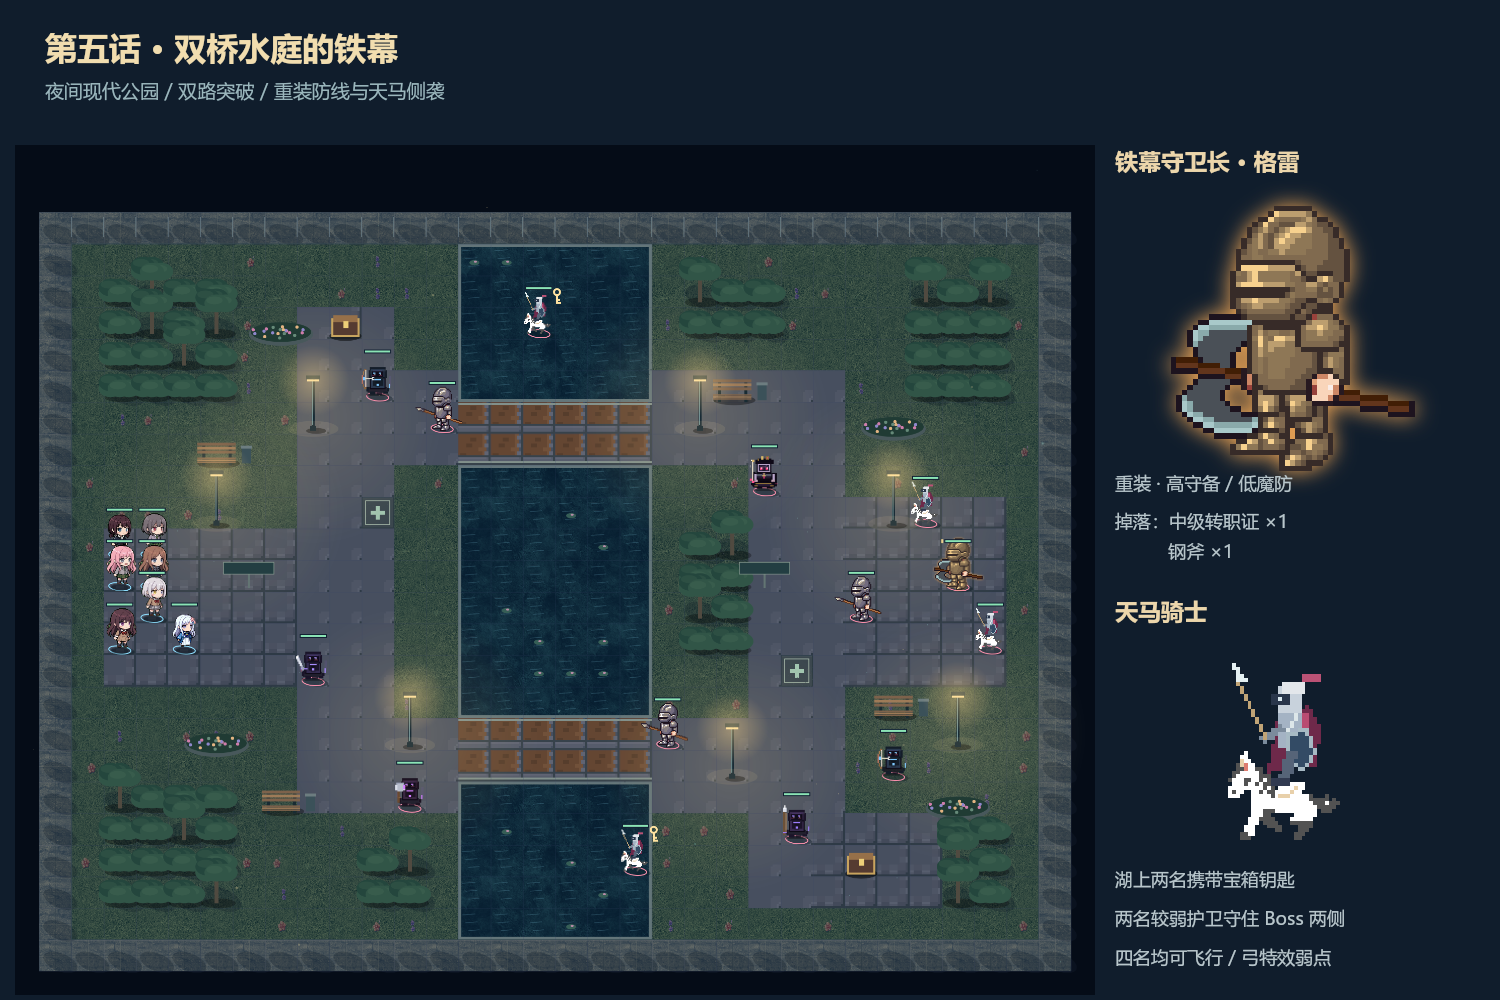 第五话・双桥水庭的铁幕
夜间现代公园 / 双路突破 / 重装防线与天马侧袭
铁幕守卫长・格雷
重装 · 高守备 / 低魔防
掉落：中级转职证 ×1
钢斧 ×1
天马骑士
湖上两名携带宝箱钥匙
两名较弱护卫守住 Boss 两侧
四名均可飞行 / 弓特效弱点